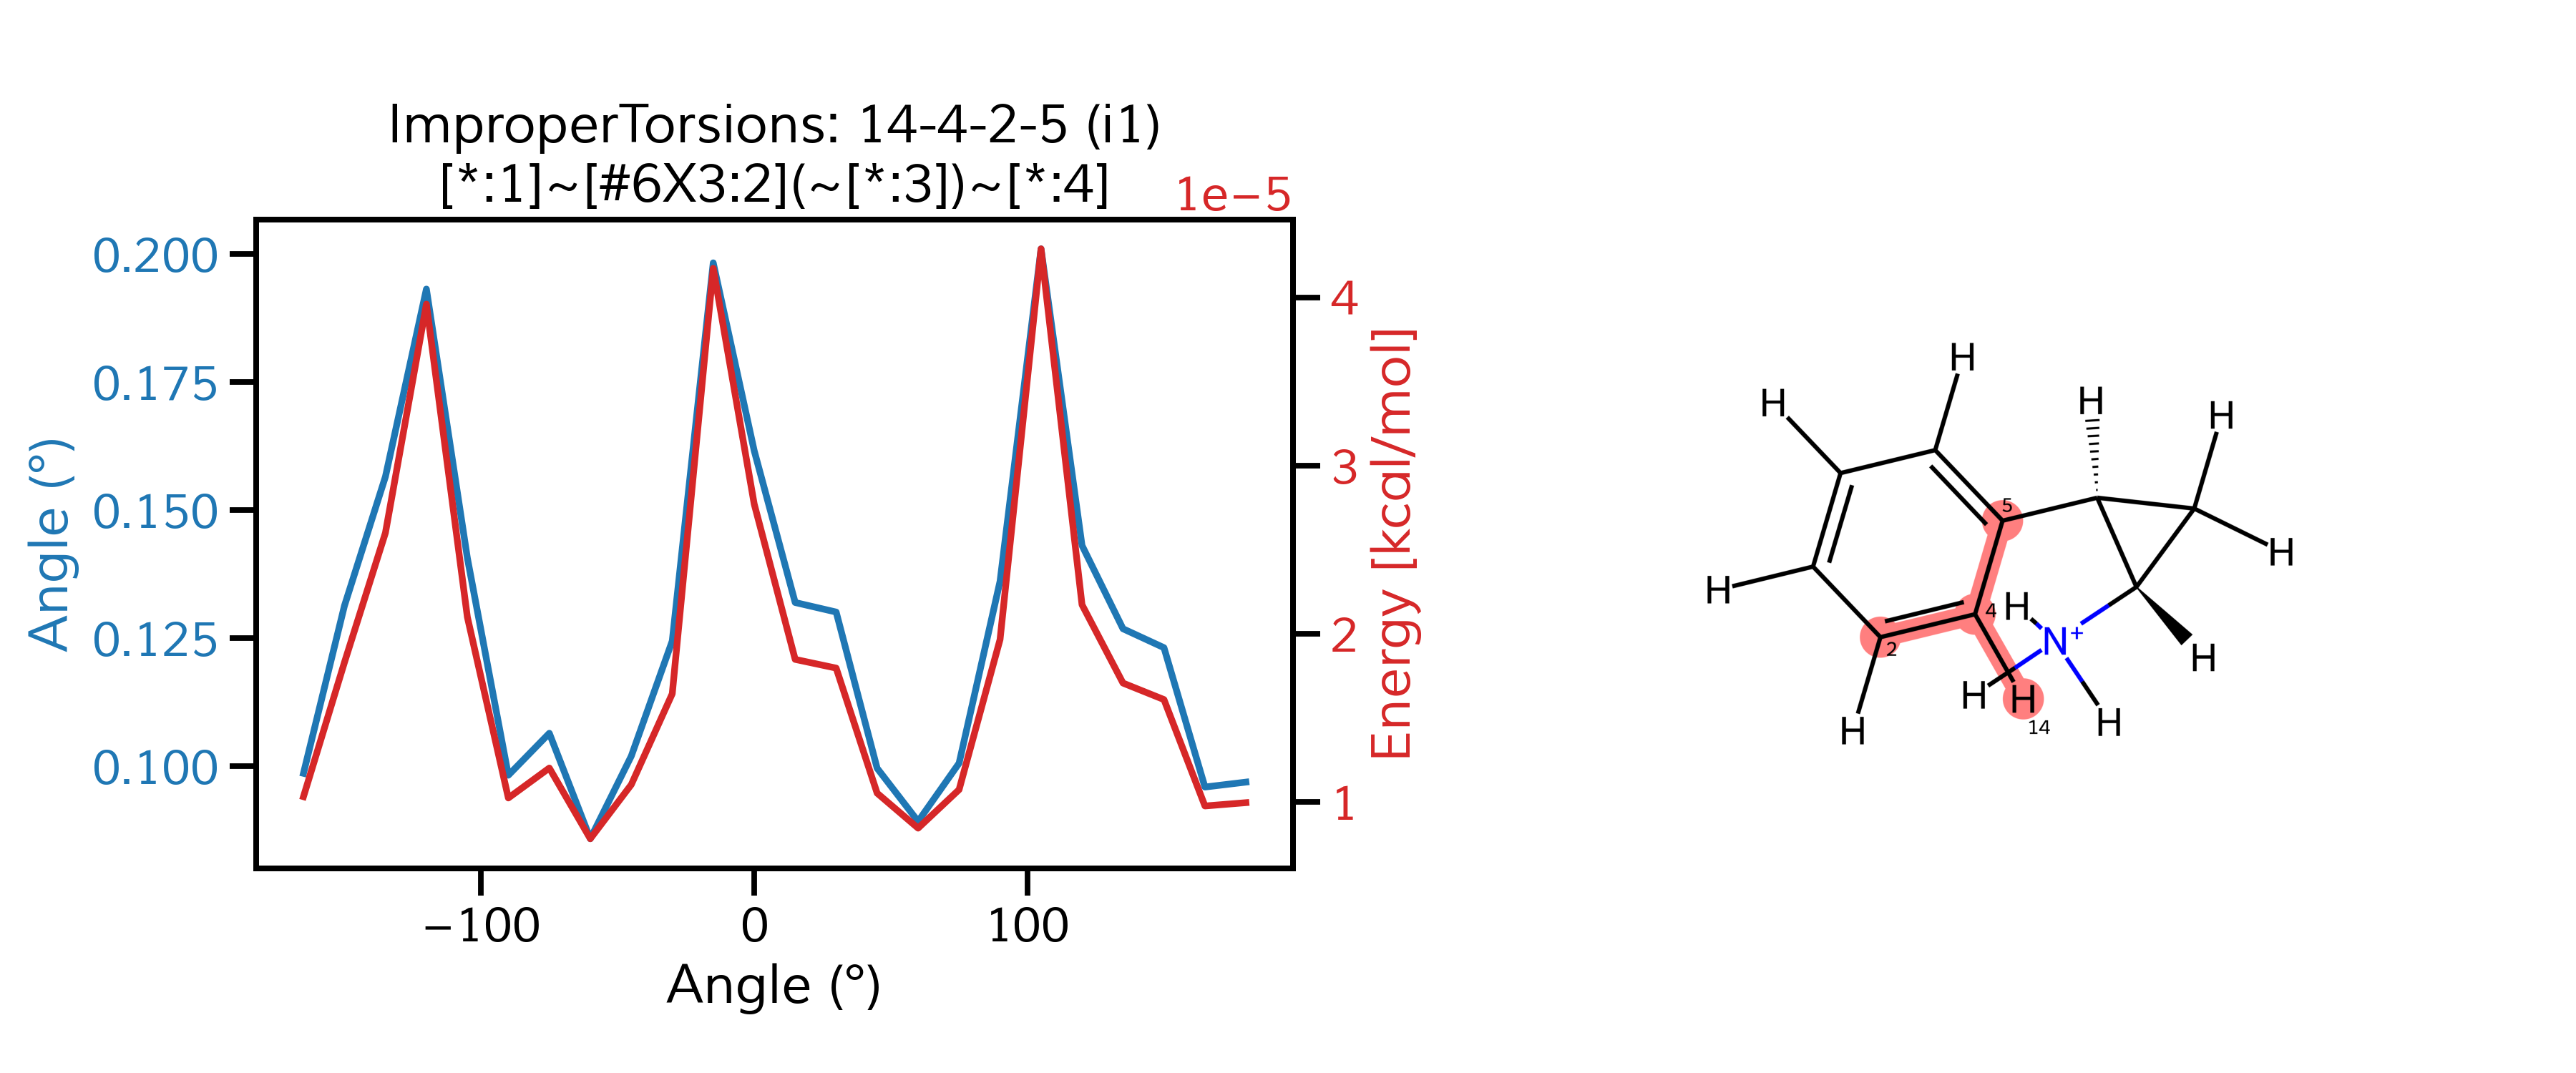 ImproperTorsions: 14-4-2-5 (i1)
[*:1]~[#6X3:2](~[*:3])~[*:4]
1e−5
0.200
0.175
0.150
0.125
0.100
Angle (°)
4
3
2
1
Energy [kcal/mol]
−100
0
100
Angle (°)
H
H
H
H
5
H
H
4
H
2
N+
H
H
H
14
H
H